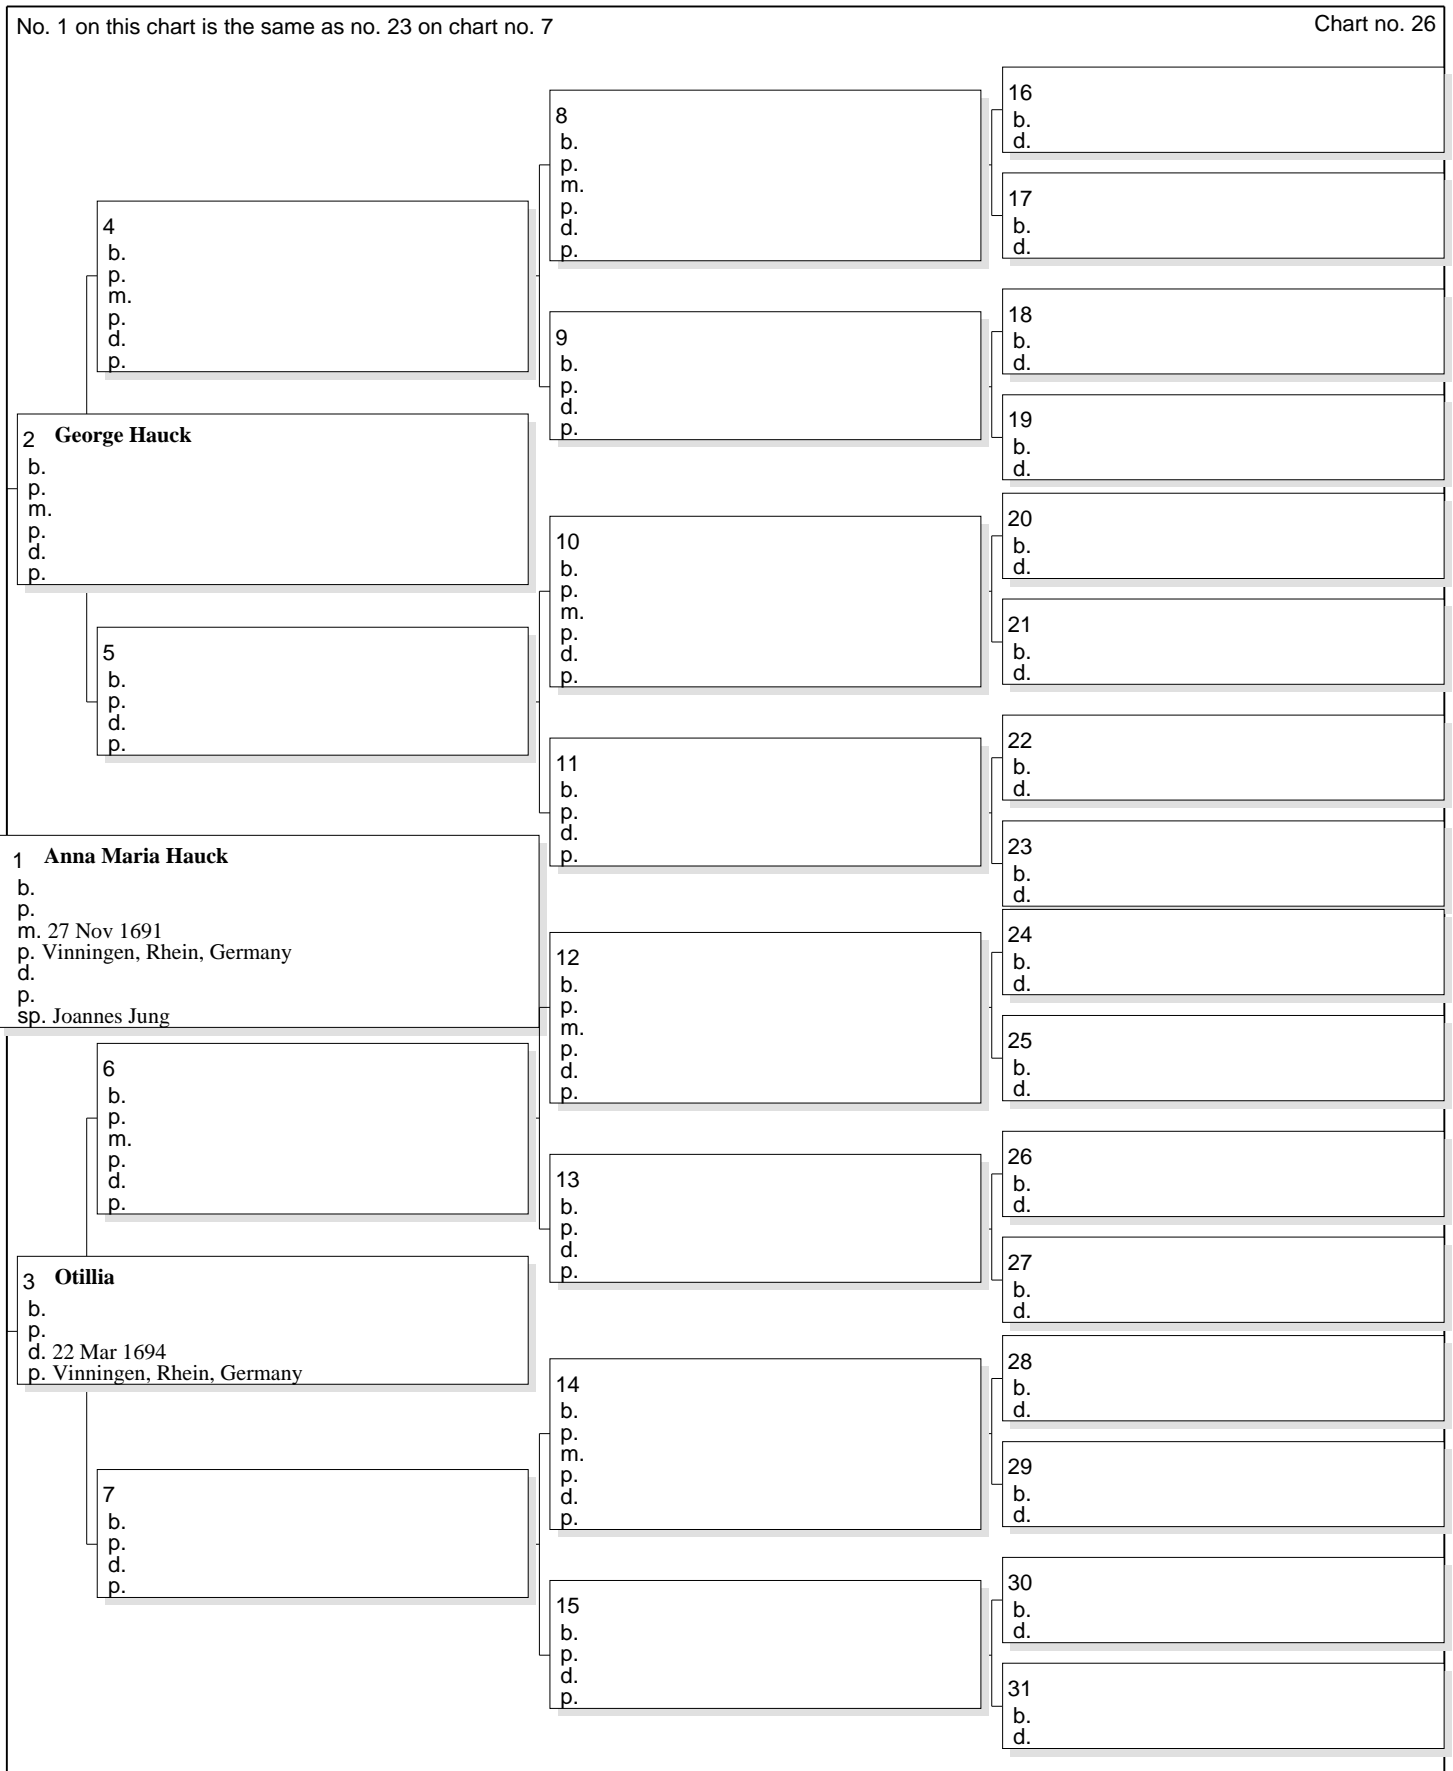 No. 1 on this chart is the same as no. 23 on chart no. 7
Chart no. 26
16
b.
d.
8
b.
p.
m.
p.
d.
p.
17
b.
d.
4
b.
p.
m.
p.
d.
p.
18
b.
d.
9
b.
p.
d.
p.
19
b.
d.
2 George Hauck
b.
p.
m.
p.
d.
p.
20
b.
d.
10
b.
p.
m.
p.
d.
p.
21
b.
d.
5
b.
p.
d.
p.
22
b.
d.
11
b.
p.
d.
p.
23
b.
d.
1 Anna Maria Hauck
b.
p.
m. 27 Nov 1691
p. Vinningen, Rhein, Germany
d.
p.
sp. Joannes Jung
24
b.
d.
12
b.
p.
m.
p.
d.
p.
25
b.
d.
6
b.
p.
m.
p.
d.
p.
26
b.
d.
13
b.
p.
d.
p.
27
b.
d.
3 Otillia
b.
p.
d. 22 Mar 1694
p. Vinningen, Rhein, Germany
28
b.
d.
14
b.
p.
m.
p.
d.
p.
29
b.
d.
7
b.
p.
d.
p.
30
b.
d.
15
b.
p.
d.
p.
31
b.
d.